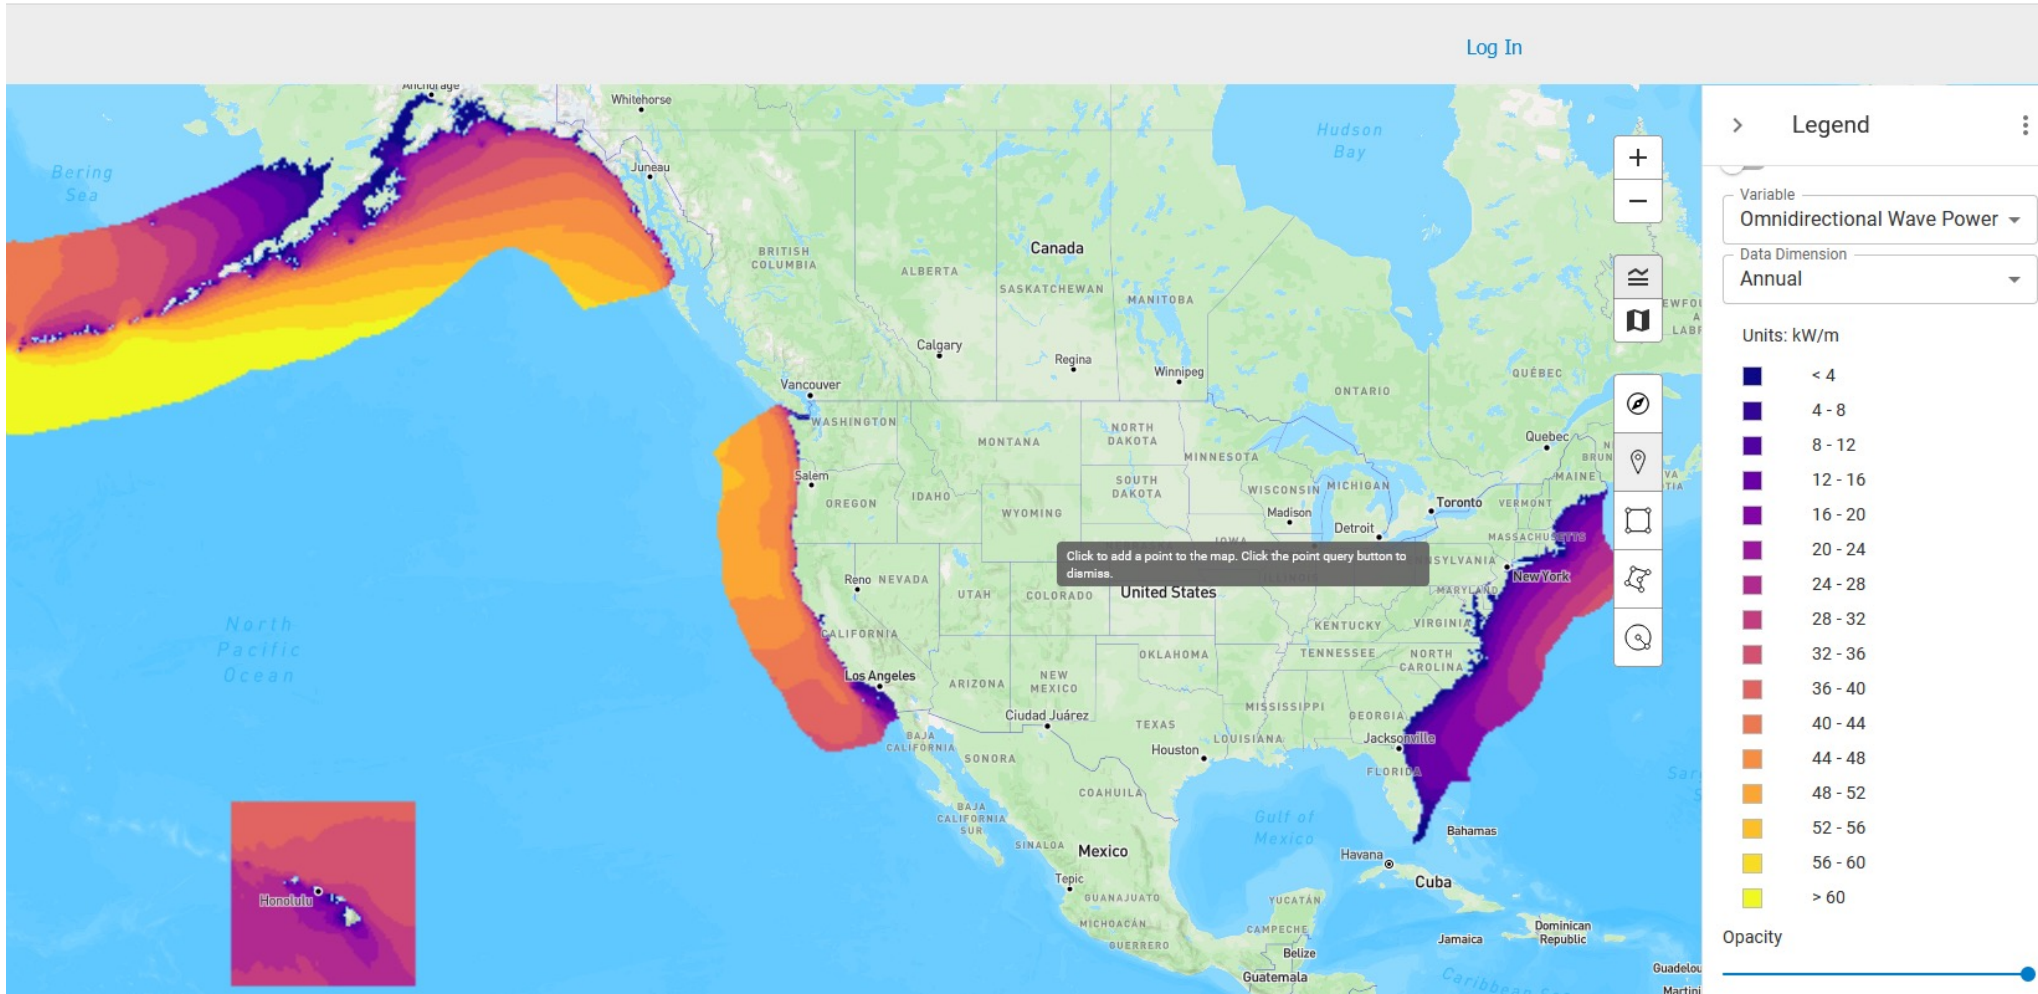 Log In
Anchorage
Whitehorse
Juneau
Bering
Sea
Hudson
Bay
BRITISH
COLUMBIA
ALBERTA
Canada
SASKATCHEWAN
MANITOBA
Calgary
Regina
Winnipeg
ONTARIO
QUÉBEC
Vancouver
WASHINGTON
MONTANA
NORTH
DAKOTA
MINNESOTA
Quebec
MAINE
Salem
OREGON
IDAHO
SOUTH
DAKOTA
WYOMING
WISCONSIN
MICHIGAN
Madison
Toronto
VERMONT
Detroit
MASSACHUSETTS
IOWA
Click to add a point to the map. Click the point query button to
dismiss.
New York
Reno
NEVADA
UTAH
COLORADO
United States
MARYLAND
KENTUCKY
VIRGINIA
North
Pacific
Ocean
CALIFORNIA
OKLAHOMA
TENNESSEE
NORTH
CAROLINA
Los Angeles
ARIZONA
NEW
MEXICO
MISSISSIPPI
GEORGIA
Ciudad Juárez
TEXAS
LOUISIANA
Jacksonville
BAJA
CALIFORNIA
SONORA
Houston
FLORIDA
COAHUILA
BAJA
CALIFORNIA
SUR
Gulf of
Mexico
Bahamas
SINALOA
Mexico
Havana
Cuba
Tepic
Honolulu
GUANAJUATO
YUCATÁN
MICHOACÁN
GUERRERO
CAMPECHE
Jamaica
Dominican
Republic
Belize
Guatemala
Caribbean
Legend
Variable
Omnidirectional Wave Power
Data Dimension
Annual
Units: kW/m
< 4
4 - 8
8 - 12
12 - 16
16 - 20
20 - 24
24 - 28
28 - 32
32 - 36
36 - 40
40 - 44
44 - 48
48 - 52
52 - 56
56 - 60
> 60
Opacity